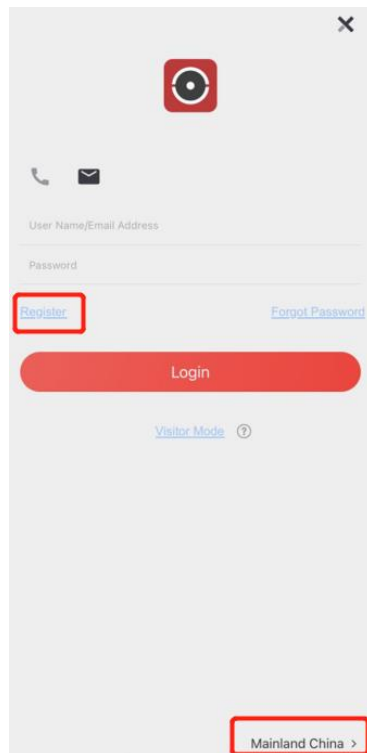 User Name/Email Address
Password
Register Forgot Password
Login
Visitor Mode ?
Mainland China >